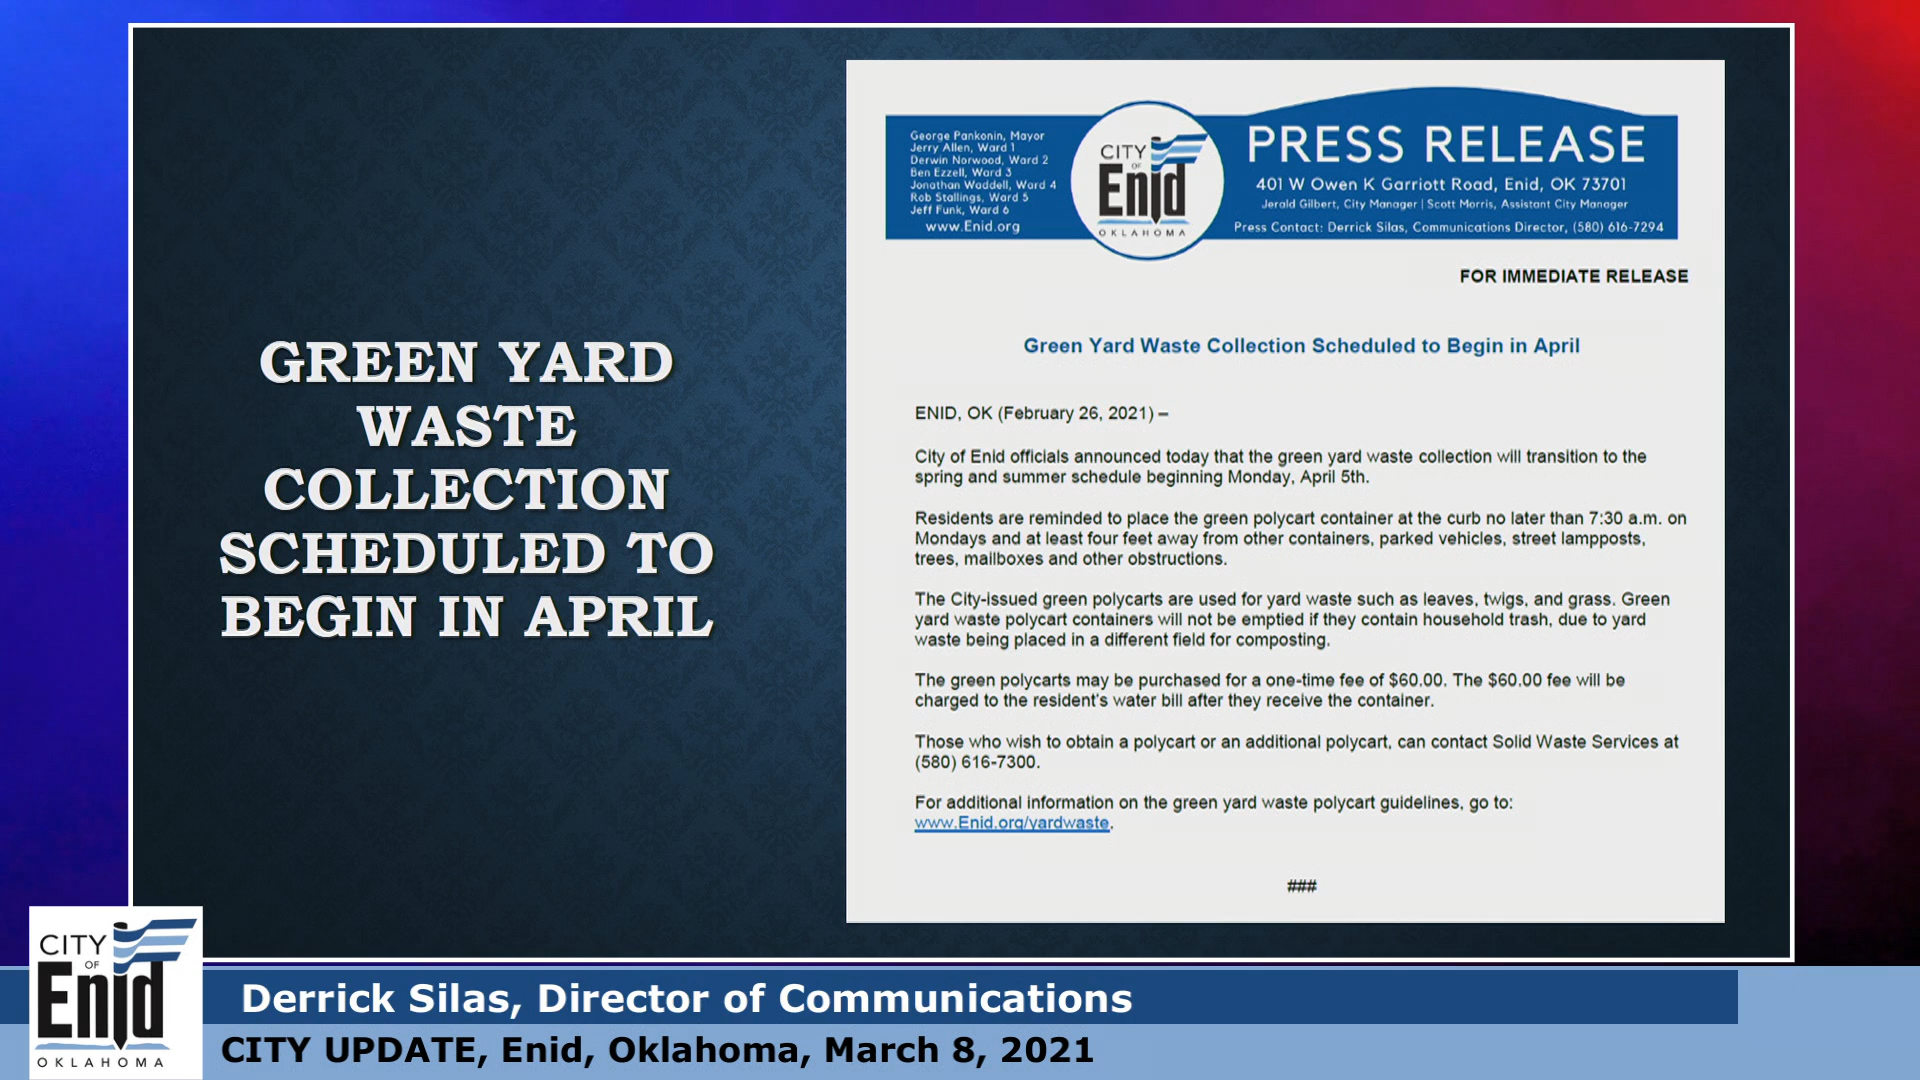 GREEN YARD
WASTE
COLLECTION
SCHEDULED TO
BEGIN IN APRIL
George Pankonin, Mayor
Jerry Allen, Ward 1
Derwin Norwood, Ward 2
Ben Ezzell, Ward 3
Jonathan Waddell, Ward 4
Rob Stallings, Ward 5
Jeff Funk, Ward 6
www.Enid.org
CITY
OF
Enid
OKLAHOMA
PRESS RELEASE
401 W Owen K Garriott Road, Enid, OK 73701
Jerald Gilbert, City Manager | Scott Morris, Assistant City Manager
Press Contact: Derrick Silas, Communications Director, (580) 616-7294
FOR IMMEDIATE RELEASE
Green Yard Waste Collection Scheduled to Begin in April
ENID, OK (February 26, 2021) –
City of Enid officials announced today that the green yard waste collection will transition to the
spring and summer schedule beginning Monday, April 5th.
Residents are reminded to place the green polycart container at the curb no later than 7:30 a.m. on
Mondays and at least four feet away from other containers, parked vehicles, street lampposts,
trees, mailboxes and other obstructions.
The City-issued green polycarts are used for yard waste such as leaves, twigs, and grass. Green
yard waste polycart containers will not be emptied if they contain household trash, due to yard
waste being placed in a different field for composting.
The green polycarts may be purchased for a one-time fee of $60.00. The $60.00 fee will be
charged to the resident's water bill after they receive the container.
Those who wish to obtain a polycart or an additional polycart, can contact Solid Waste Services at
(580) 616-7300.
For additional information on the green yard waste polycart guidelines, go to:
www.Enid.org/yardwaste.
###
CITY
OF
Enid
OKLAHOMA
Derrick Silas, Director of Communications
CITY UPDATE, Enid, Oklahoma, March 8, 2021